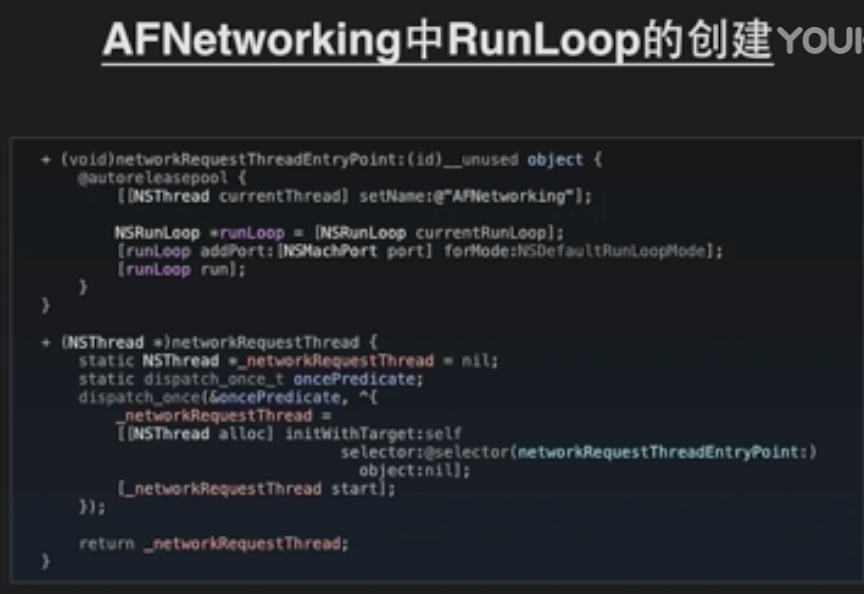 AFNetworking中RunLoop的创建
+ (void)networkRequestThreadEntryPoint:(id)__unused object {
    @autoreleasepool {
        [[NSThread currentThread] setName:@"AFNetworking"];

        NSRunLoop *runLoop = [NSRunLoop currentRunLoop];
        [runLoop addPort:[NSMachPort port] forMode:NSDefaultRunLoopMode];
        [runLoop run];
    }
}

+ (NSThread *)networkRequestThread {
    static NSThread *_networkRequestThread = nil;
    static dispatch_once_t oncePredicate;
    dispatch_once(&oncePredicate, ^{
        _networkRequestThread =
        [[NSThread alloc] initWithTarget:self
                                selector:@selector(networkRequestThreadEntryPoint:)
                                  object:nil];
        [_networkRequestThread start];
    });

    return _networkRequestThread;
}